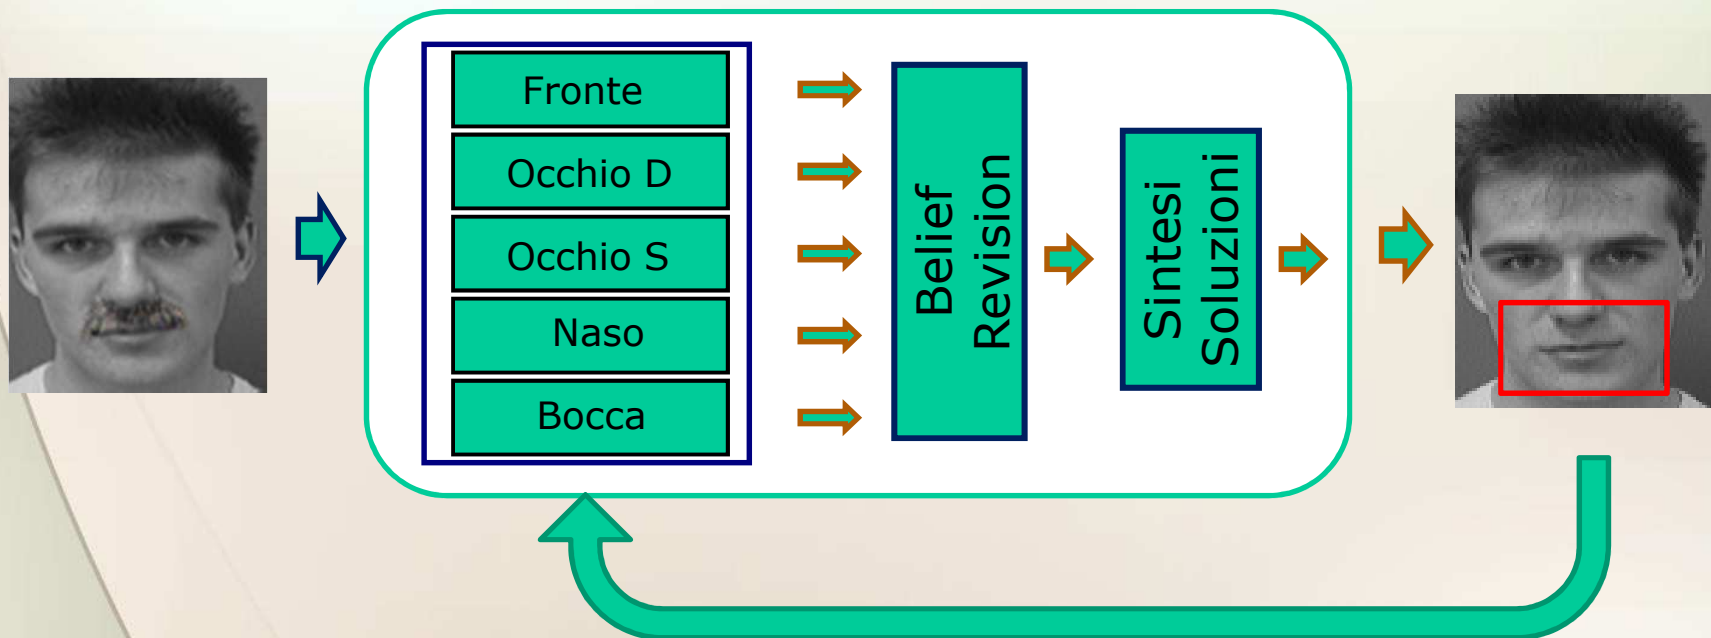 Fronte
Occhio D
Occhio S
Naso
Bocca
Belief
Revision
Sintesi
Soluzioni